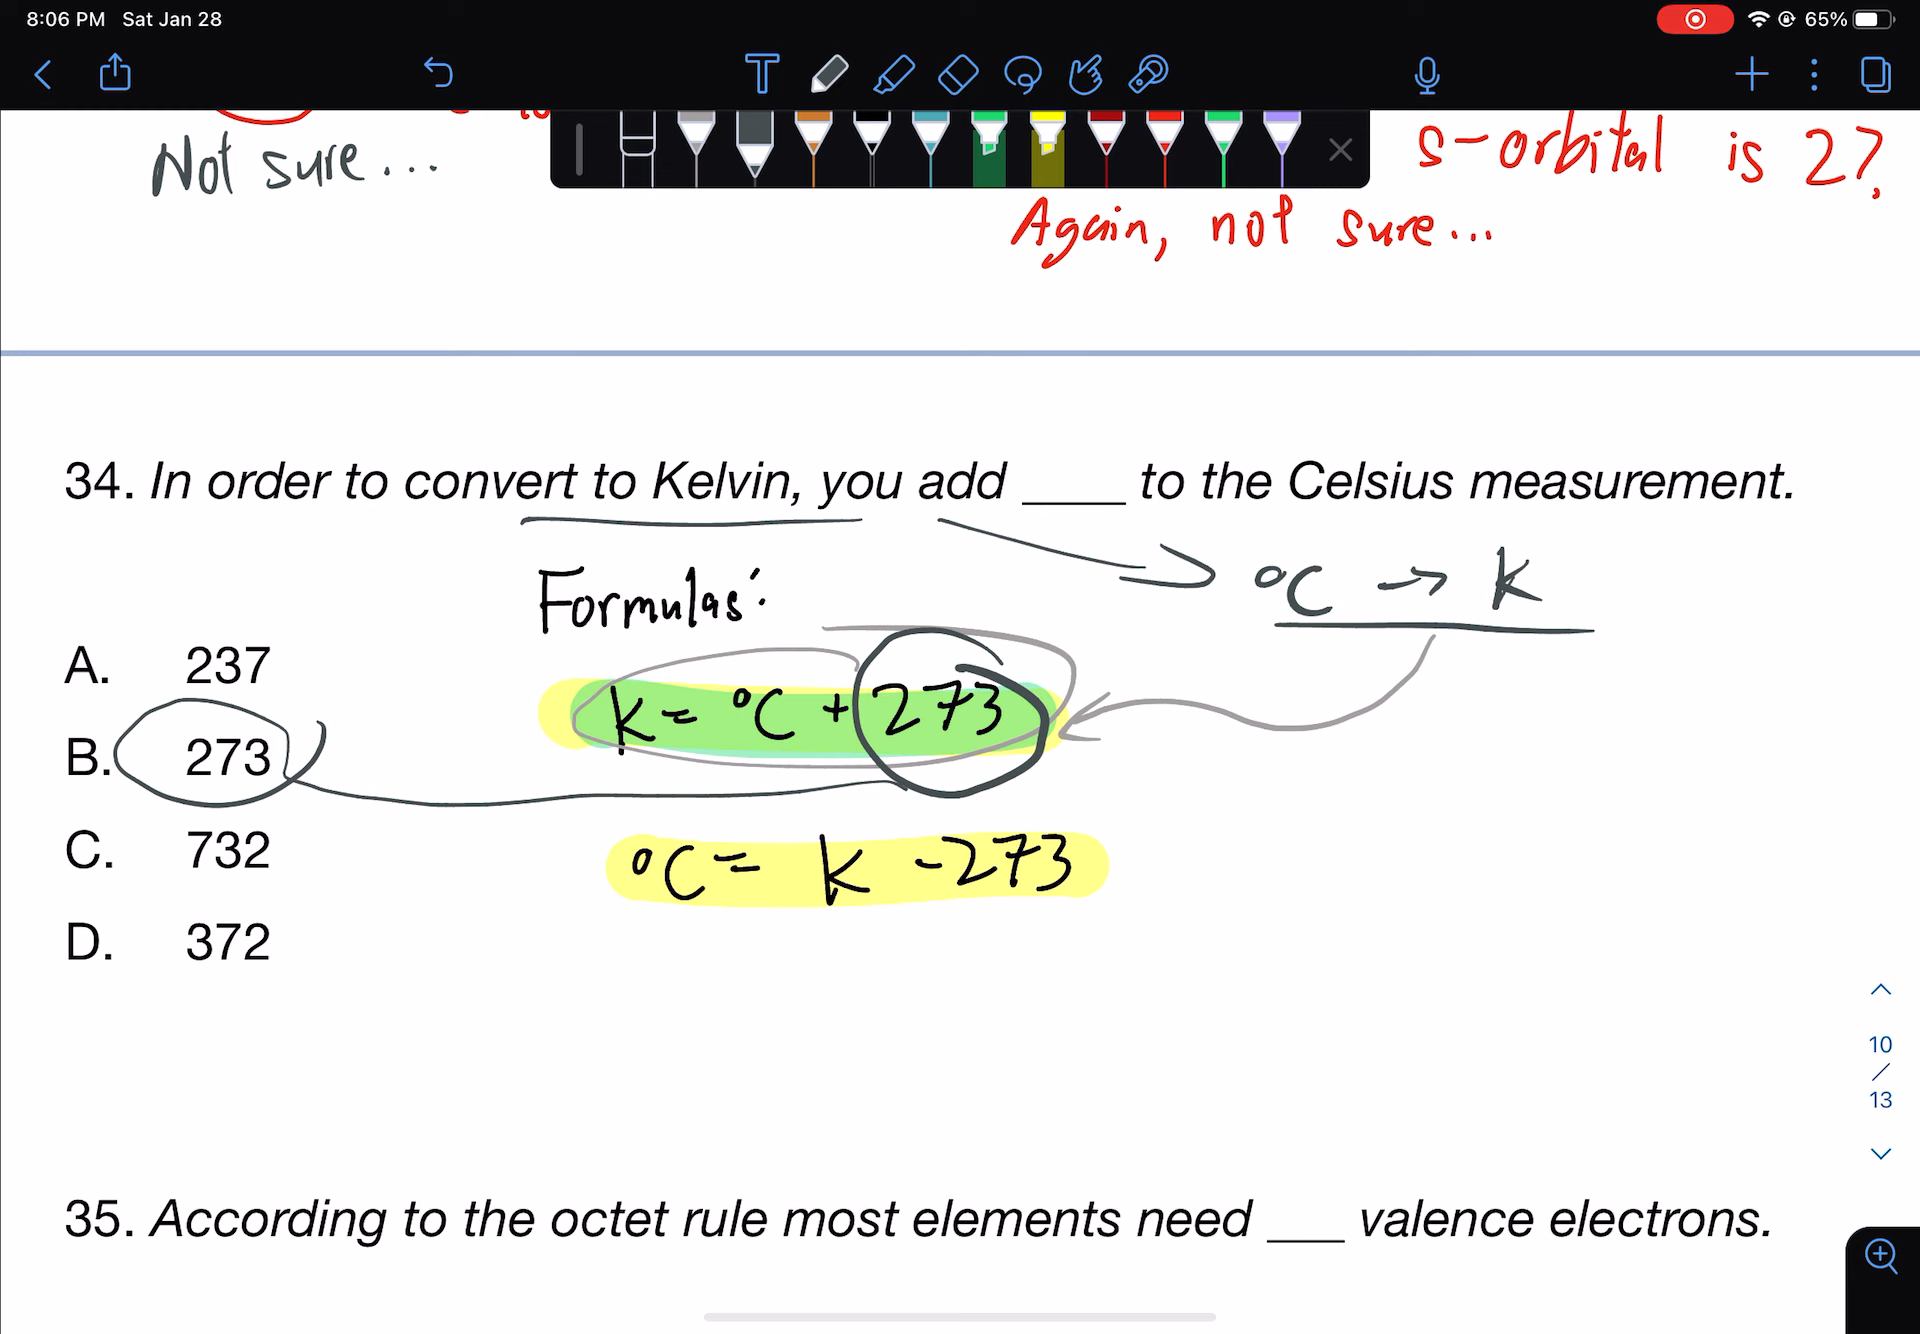 8:06 PM Sat Jan 28
65%
T
Not sure...
s-orbital is 2?
Again, not sure...
34. In order to convert to Kelvin, you add ____ to the Celsius measurement.
Formulas:
°C → K
A. 237
K = °C + 273
B. 273
C. 732
°C = K - 273
D. 372
10
/
13
35. According to the octet rule most elements need ___ valence electrons.